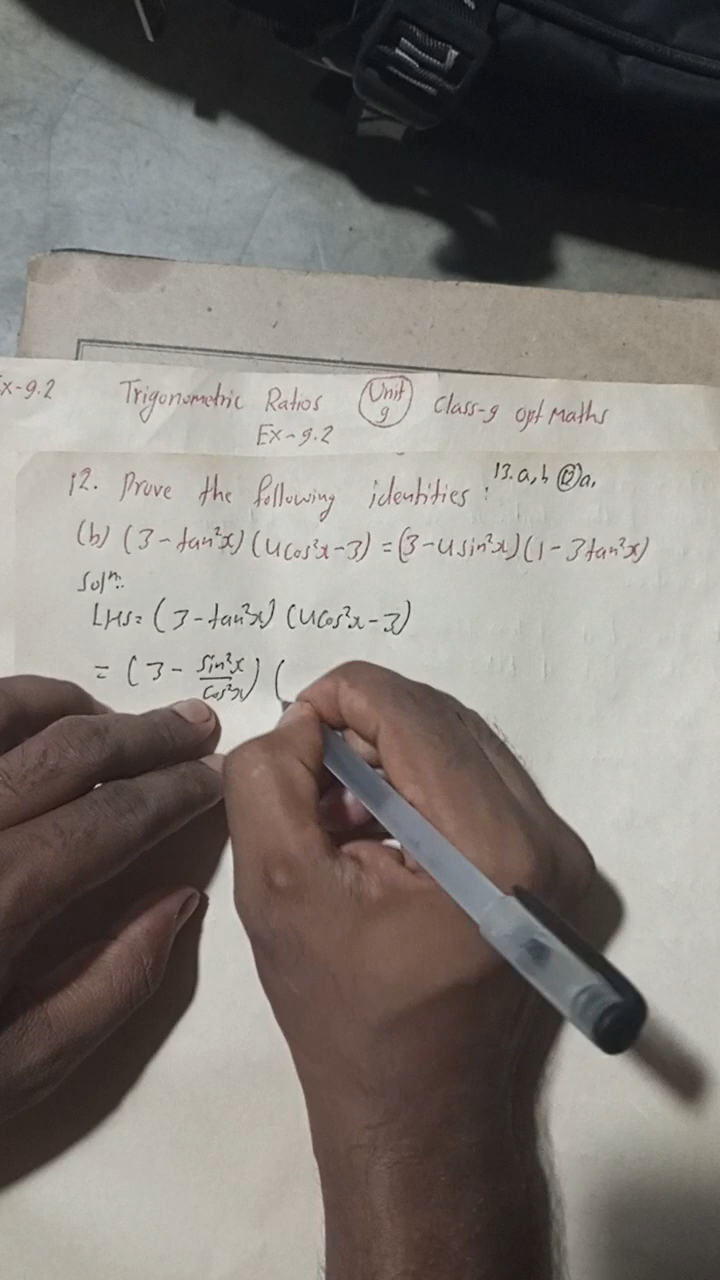 x-9.2 Trigonometric Ratios Unit 9 Class-9 opt Maths
Ex-9.2
12. Prove the following identities : 13. a, b ⑫a,
(b) (3 - tan²x) (4cos²x - 3) = (3 - 4sin²x) (1 - 3tan²x)
Solⁿ:
LHS = (3 - tan²x) (4cos²x - 3)
= (3 - sin²x/cos²x) (